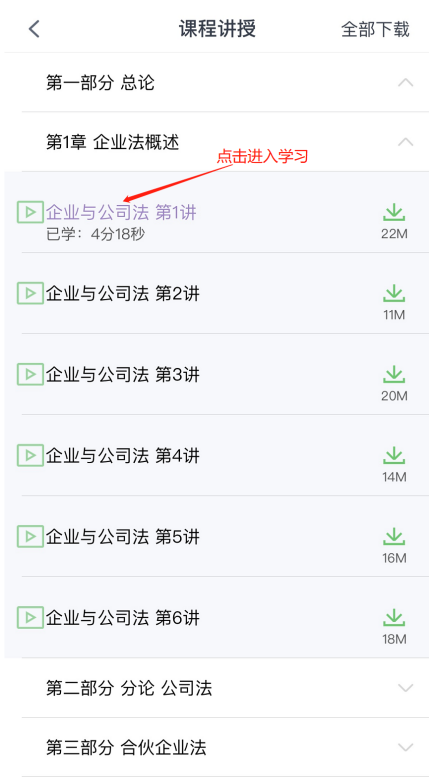 课程讲授 全部下载
第一部分 总论
第1章 企业法概述
点击进入学习
企业与公司法 第1讲
已学：4分18秒
22M
企业与公司法 第2讲
11M
企业与公司法 第3讲
20M
企业与公司法 第4讲
14M
企业与公司法 第5讲
16M
企业与公司法 第6讲
18M
第二部分 分论 公司法
第三部分 合伙企业法